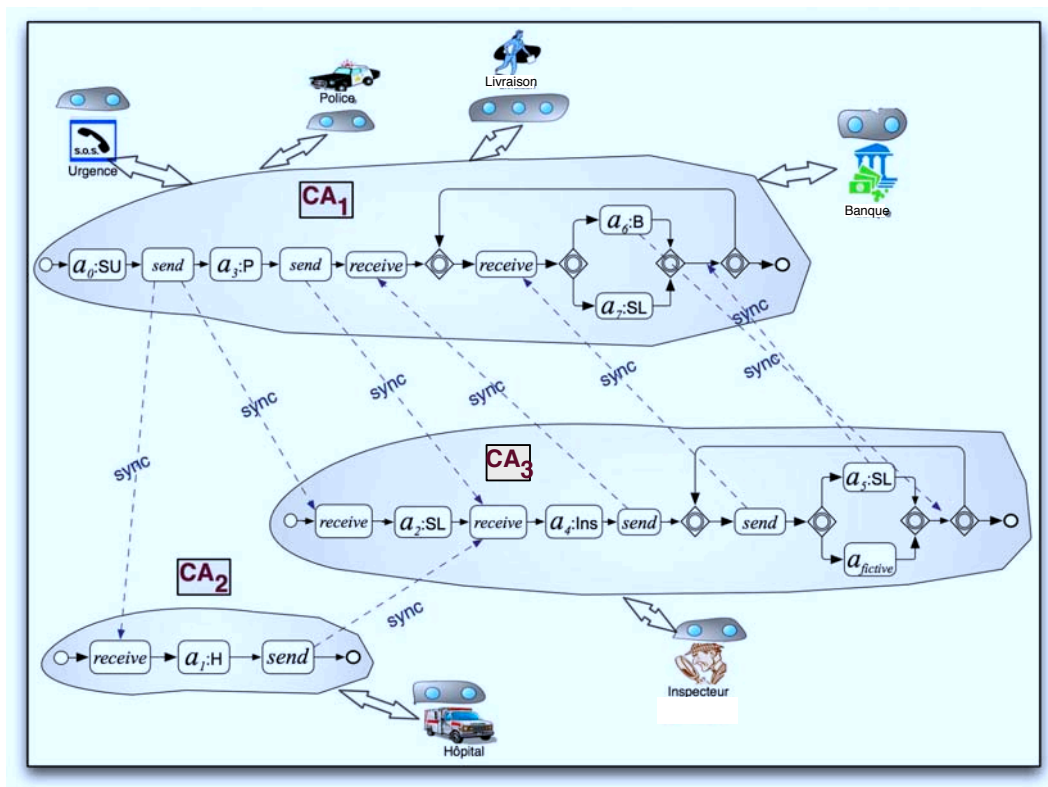 Livraison
Police
S.O.S.
Urgence
Banque
CA1
a6:B
a0:SU
send
a3:P
send
receive
receive
a7:SL
sync
sync
sync
sync
sync
sync
sync
CA3
a5:SL
receive
a2:SL
receive
a4:Ins
send
send
afictive
CA2
sync
receive
a1:H
send
Inspecteur
Hôpital